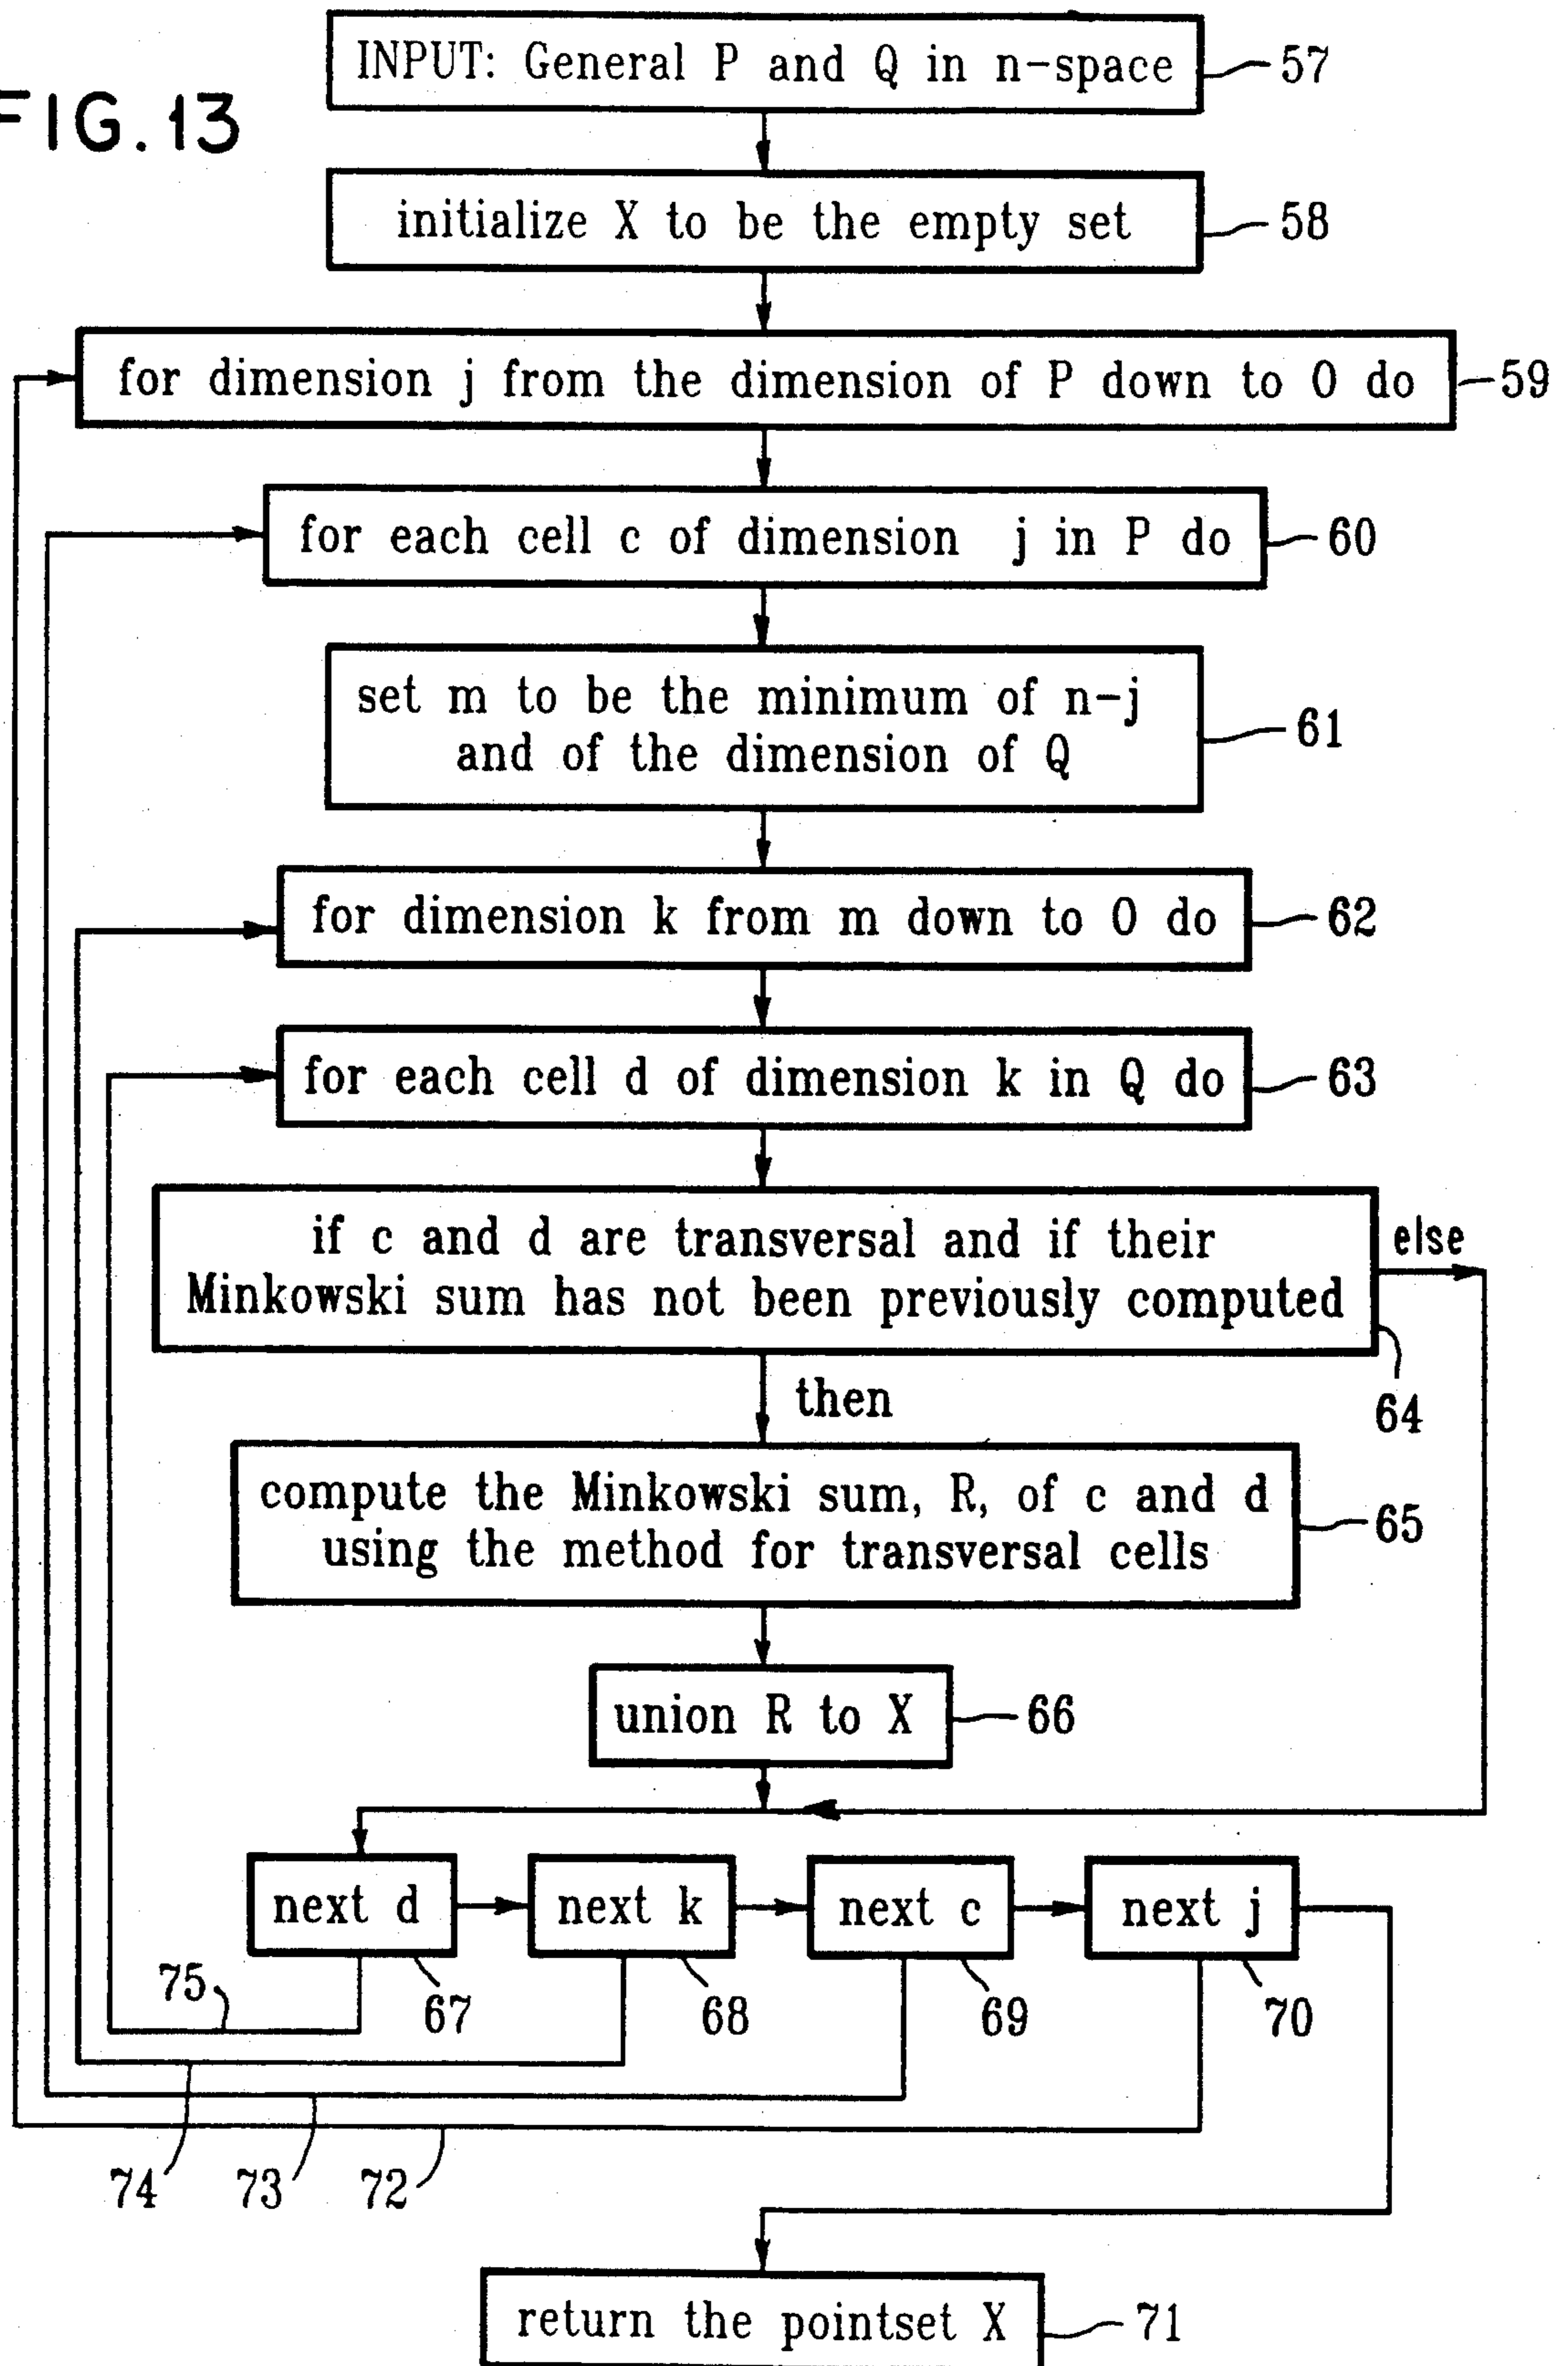 INPUT: General P and Q in n-space
57
FIG. 13
initialize X to be the empty set
58
for dimension j from the dimension of P down to 0 do
59
for each cell c of dimension j in P do
60
set m to be the minimum of n-j
and of the dimension of Q
61
for dimension k from m down to 0 do
62
for each cell d of dimension k in Q do
63
if c and d are transversal and if their
Minkowski sum has not been previously computed
else
64
then
compute the Minkowski sum, R, of c and d
using the method for transversal cells
65
union R to X
66
next d
next k
next c
next j
75
67
68
69
70
74
73
72
return the pointset X
71